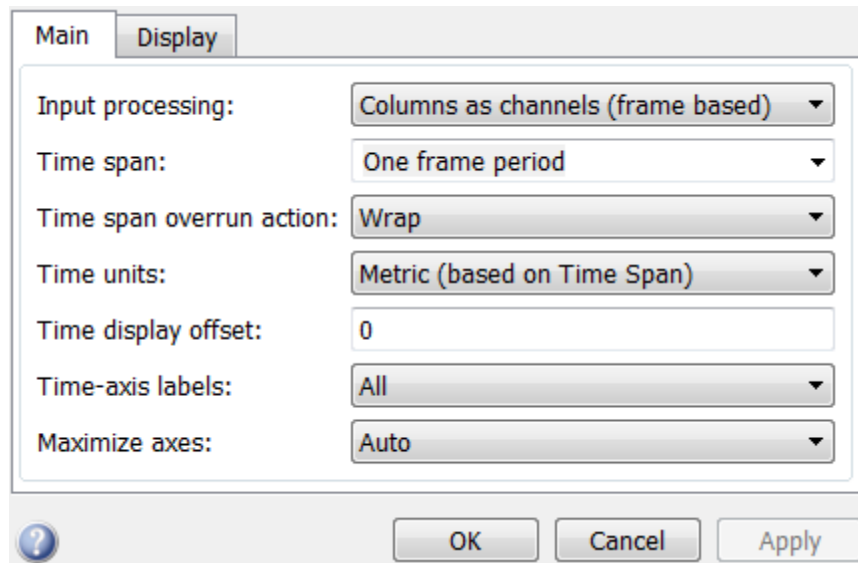 Main Display
Input processing: Columns as channels (frame based)
Time span: One frame period
Time span overrun action: Wrap
Time units: Metric (based on Time Span)
Time display offset: 0
Time-axis labels: All
Maximize axes: Auto
? OK Cancel Apply